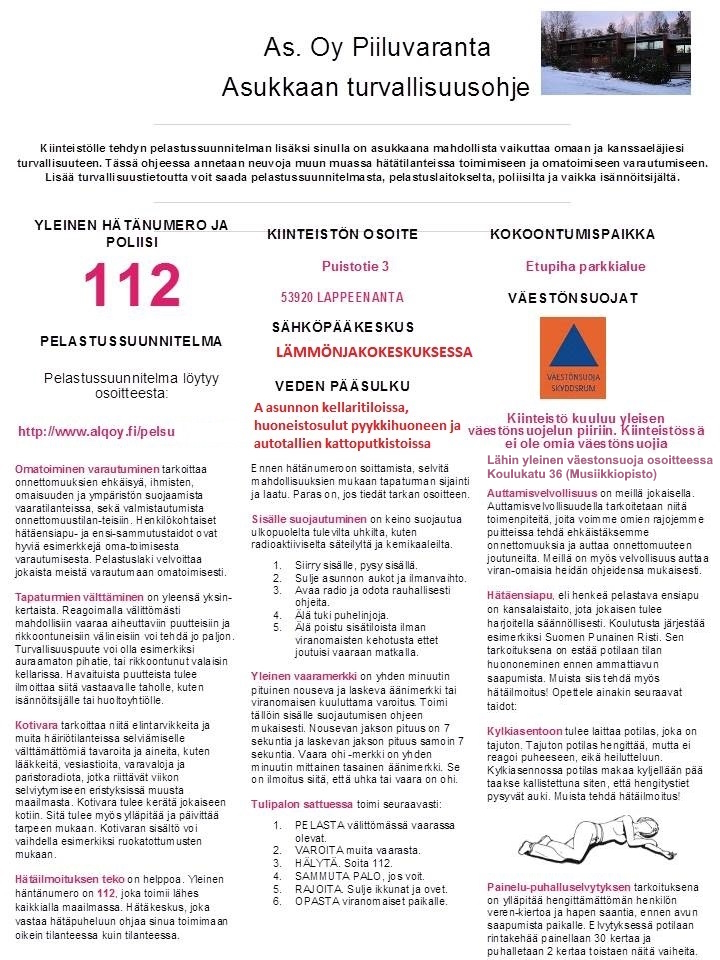 As. Oy Piiluvaranta
Asukkaan turvallisuusohje
Kiinteistölle tehdyn pelastussuunnitelman lisäksi sinulla on asukkaana mahdollista vaikuttaa omaan ja kanssaeläjiesi
turvallisuuteen. Tässä ohjeessa annetaan neuvoja muun muassa hätätilanteissa toimimiseen ja omatoimiseen varautumiseen.
Lisää turvallisuustietoutta voit saada pelastussuunnitelmasta, pelastuslaitokselta, poliisilta ja vaikka isännöitsijältä.
YLEINEN HÄTÄNUMERO JA
POLIISI
112
PELASTUSSUUNNITELMA
Pelastussuunnitelma löytyy
osoitteesta:
http://www.alqoy.fi/pelsu
Omatoiminen varautuminen tarkoittaa
onnettomuuksien ehkäisyä, ihmisten,
omaisuuden ja ympäristön suojaamista
vaaratilanteissa, sekä valmistautumista
onnettomuustilan-teisiin. Henkilökohtaiset
hätäensiapu- ja ensi-sammutustaidot ovat
hyviä esimerkkejä oma-toimisesta
varautumisesta. Pelastuslaki velvoittaa
jokaista meistä varautumaan omatoimisesti.
Tapaturmien välttäminen on yleensä yksin-
kertaista. Reagoimalla välittömästi
mahdollisiin vaaraa aiheuttaviin puutteisiin ja
rikkoontuneisiin välineisiin voi tehdä jo paljon.
Turvallisuuspuute voi olla esimerkiksi
auraamaton pihatie, tai rikkoontunut valaisin
kellarissa. Havaituista puutteista tulee
ilmoittaa siitä vastaavalle taholle, kuten
isännöitsijälle tai huoltoyhtiölle.
Kotivara tarkoittaa niitä elintarvikkeita ja
muita häiriötilanteissa selviämiselle
välttämättömiä tavaroita ja aineita, kuten
lääkkeitä, vesiastioita, varavaloja ja
paristoradiota, jotka riittävät viikon
selviytymiseen eristyksissä muusta
maailmasta. Kotivara tulee kerätä jokaiseen
kotiin. Sitä tulee myös ylläpitää ja päivittää
tarpeen mukaan. Kotivaran sisältö voi
vaihdella esimerkiksi ruokatottumusten
mukaan.
Hätäilmoituksen teko on helppoa. Yleinen
häntänumero on 112, joka toimii lähes
kaikkialla maailmassa. Hätäkeskus, joka
vastaa hätäpuheluun ohjaa sinua toimimaan
oikein tilanteessa kuin tilanteessa.
KIINTEISTÖN OSOITE
Puistotie 3
53920 LAPPEENANTA
SÄHKÖPÄÄKESKUS
LÄMMÖNJAKOKESKUKSESSA
VEDEN PÄÄSULKU
A asunnon kellaritiloissa,
huoneistosulut pyykkihuoneen ja
autotallien kattoputkistoissa
Ennen hätänumeroon soittamista, selvitä
mahdollisuuksien mukaan tapaturman sijainti
ja laatu. Paras on, jos tiedät tarkan osoitteen.
Sisälle suojautuminen on keino suojautua
ulkopuolelta tulevilta uhkilta, kuten
radioaktiiviselta säteilyltä ja kemikaaleilta.
1. Siirry sisälle, pysy sisällä.
2. Sulje asunnon aukot ja ilmanvaihto.
3. Avaa radio ja odota rauhallisesti
ohjeita.
4. Älä tuki puhelinjoja.
5. Älä poistu sisätiloista ilman
viranomaisten kehotusta ettet
joutuisi vaaraan matkalla.
Yleinen vaaramerkki on yhden minuutin
pituinen nouseva ja laskeva äänimerkki tai
viranomaisen kuuluttama varoitus. Toimi
tällöin sisälle suojautumisen ohjeen
mukaisesti. Nousevan jakson pituus on 7
sekuntia ja laskevan jakson pituus samoin 7
sekuntia. Vaara ohi -merkki on yhden
minuutin mittainen tasainen äänimerkki. Se
on ilmoitus siitä, että uhka tai vaara on ohi.
Tulipalon sattuessa toimi seuraavasti:
1. PELASTA välittömässä vaarassa
olevat.
2. VAROITA muita vaarasta.
3. HÄLYTÄ. Soita 112.
4. SAMMUTA PALO, jos voit.
5. RAJOITA. Sulje ikkunat ja ovet.
6. OPASTA viranomaiset paikalle.
KOKOONTUMISPAIKKA
Etupiha parkkialue
VÄESTÖNSUOJAT
VÄESTÖNSUOJA
SKYDDSRUM
Kiinteistö kuuluu yleisen
väestönsuojelun piiriin. Kiinteistössä
ei ole omia väestönsuojia
Lähin yleinen väestonsuoja osoitteessa
Koulukatu 36 (Musiikkiopisto)
Auttamisvelvollisuus on meillä jokaisella.
Auttamisvelvollisuudella tarkoitetaan niitä
toimenpiteitä, joita voimme omien rajojemme
puitteissa tehdä ehkäistäksemme
onnettomuuksia ja auttaa onnettomuuteen
joutuneita. Meillä on myös velvollisuus auttaa
viran-omaisia heidän ohjeidensa mukaisesti.
Hätäensiapu, eli henkeä pelastava ensiapu
on kansalaistaito, jota jokaisen tulee
harjoitella säännöllisesti. Koulutusta järjestää
esimerkiksi Suomen Punainen Risti. Sen
tarkoituksena on estää potilaan tilan
huononeminen ennen ammattiavun
saapumista. Muista siis tehdä myös
hätäilmoitus! Opettele ainakin seuraavat
taidot:
Kylkiasentoon tulee laittaa potilas, joka on
tajuton. Tajuton potilas hengittää, mutta ei
reagoi puheeseen, eikä heilutteluun.
Kylkiasennossa potilas makaa kyljellään pää
taakse kallistettuna siten, että hengitystiet
pysyvät auki. Muista tehdä hätäilmoitus!
Painelu-puhalluselvytyksen tarkoituksena
on ylläpitää hengittämättömän henkilön
veren-kiertoa ja hapen saantia, ennen avun
saapumista paikalle. Elvytyksessä potilaan
rintakehää painellaan 30 kertaa ja
puhalletaan 2 kertaa toistaen näitä vaiheita.